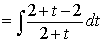 = ∫ (2 + t − 2)/(2 + t) dt